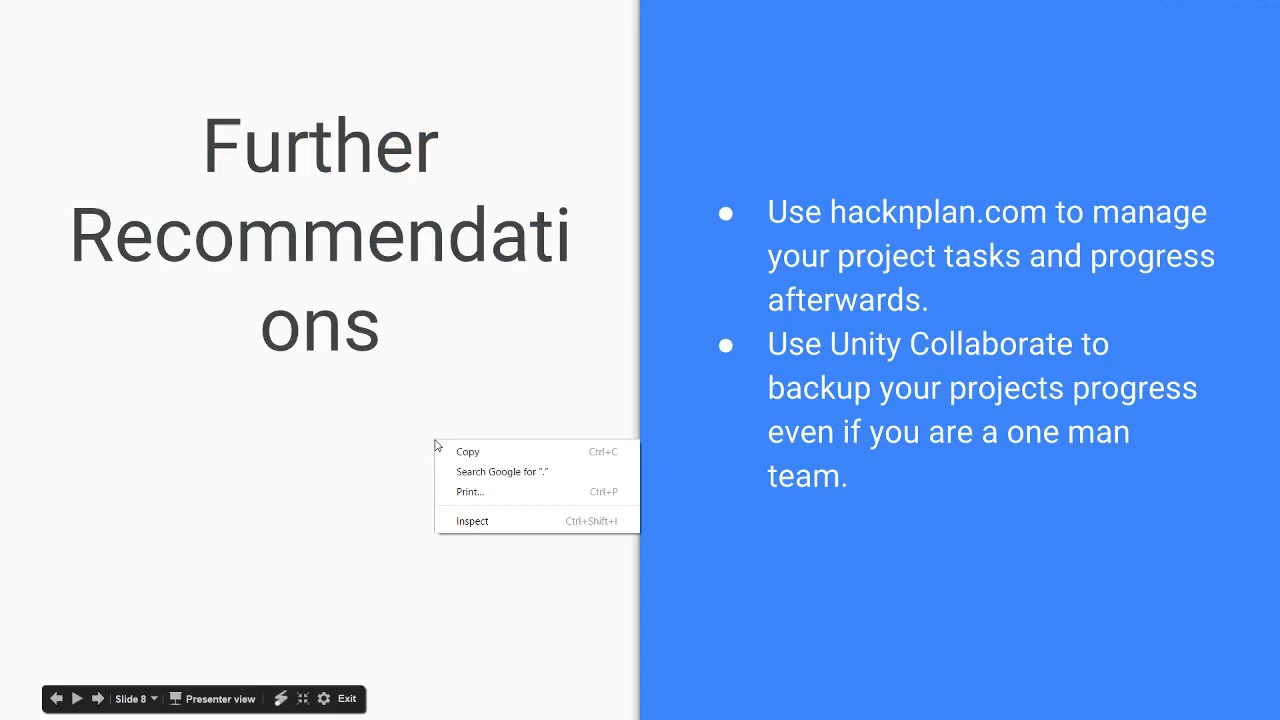 Further
Recommendati
ons
● Use hacknplan.com to manage
your project tasks and progress
afterwards.
● Use Unity Collaborate to
backup your projects progress
even if you are a one man
team.
Copy Ctrl+C
Search Google for “.”
Print... Ctrl+P
Inspect Ctrl+Shift+I
Slide 8 Presenter view Exit